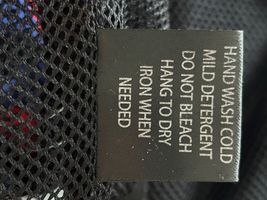 HAND WASH COLD
MILD DETERGENT
DO NOT BLEACH
HANG TO DRY
IRON WHEN
NEEDED